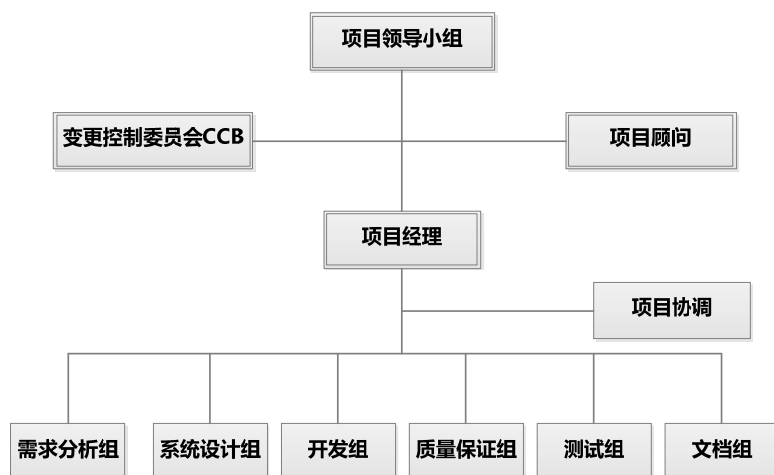 项目领导小组
变更控制委员会CCB
项目顾问
项目经理
项目协调
需求分析组
系统设计组
开发组
质量保证组
测试组
文档组